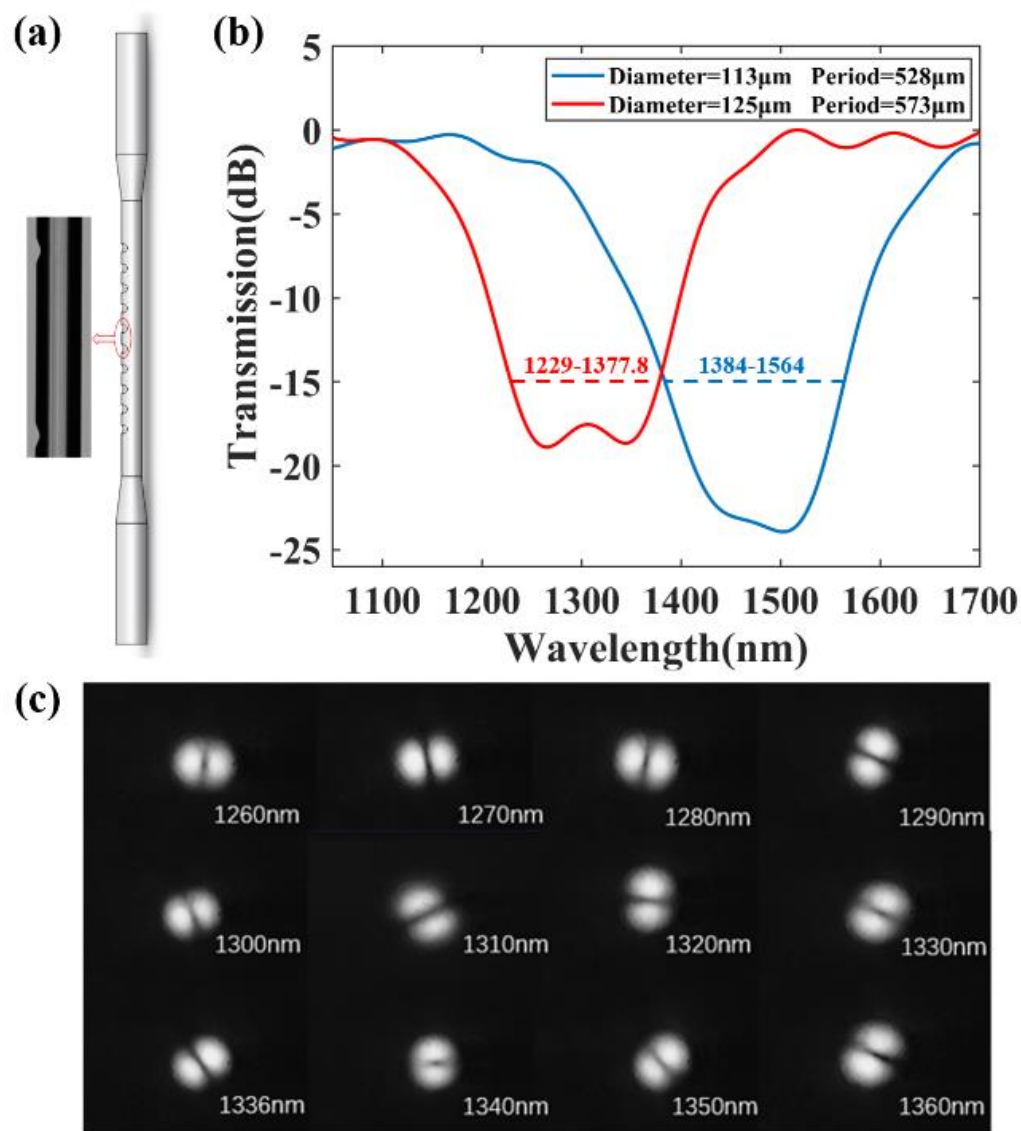 (a)
(b)
5
0
-5
-10
-15
-20
-25
Transmission(dB)
Diameter=113μm Period=528μm
Diameter=125μm Period=573μm
1229-1377.8
1384-1564
1100 1200 1300 1400 1500 1600 1700
Wavelength(nm)
(c)
1260nm 1270nm 1280nm 1290nm
1300nm 1310nm 1320nm 1330nm
1336nm 1340nm 1350nm 1360nm